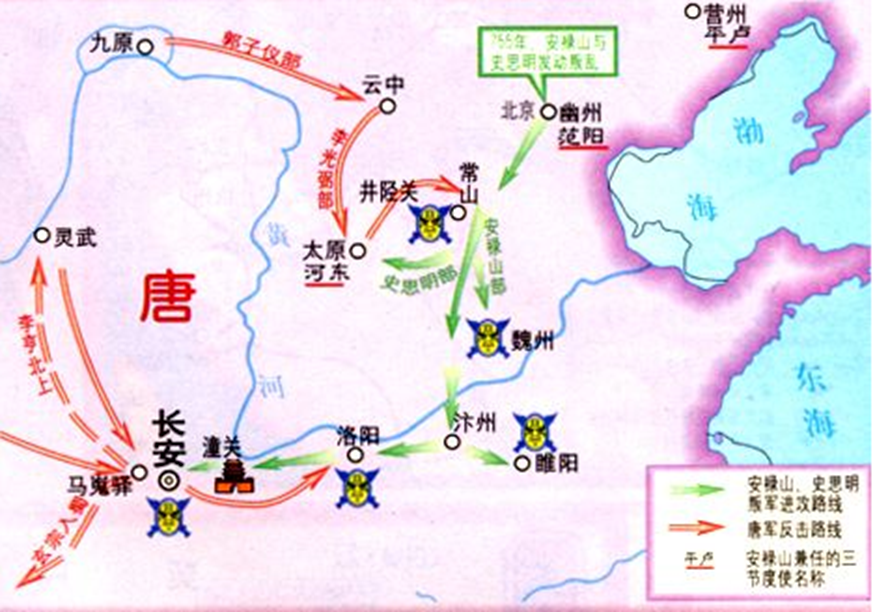 营州
平卢
九原
郭子仪部
755年、安禄山与
史思明发动叛乱
云中
北京
幽州
范阳
渤
海
李光弼部
常
山
井陉关
灵武
黄
太原
河东
安禄山部
史思明部
唐
李亨北上
魏州
河
东
海
长
安
潼关
洛阳
汴州
睢阳
马嵬驿
玄宗入蜀
安禄山、史思明
叛军进攻路线
唐军反击路线
平卢
安禄山兼任的三
节度使名称